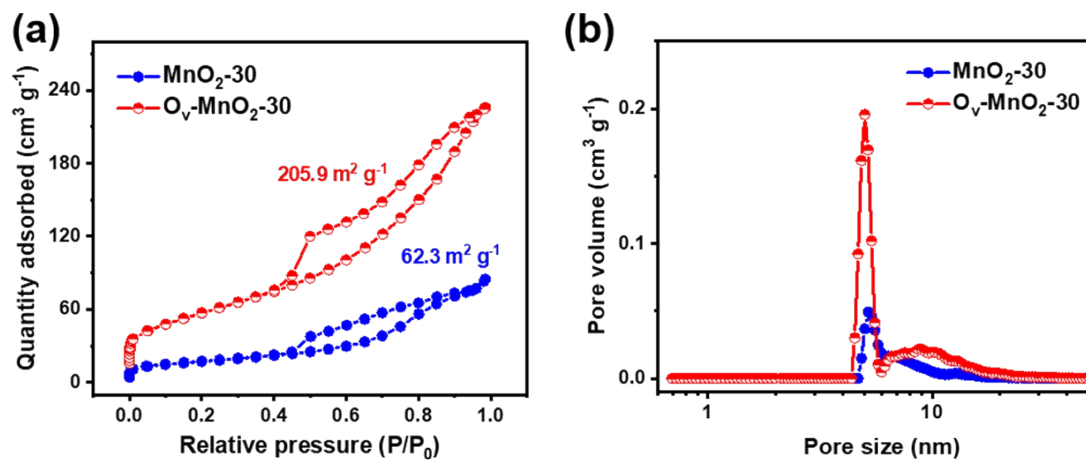 (a)
MnO₂-30
Oᵥ-MnO₂-30
205.9 m² g⁻¹
62.3 m² g⁻¹
240
180
120
60
0
Quantity adsorbed (cm³ g⁻¹)
0.0 0.2 0.4 0.6 0.8 1.0
Relative pressure (P/P₀)
(b)
MnO₂-30
Oᵥ-MnO₂-30
0.2
0.1
0.0
Pore volume (cm³ g⁻¹)
1 10
Pore size (nm)